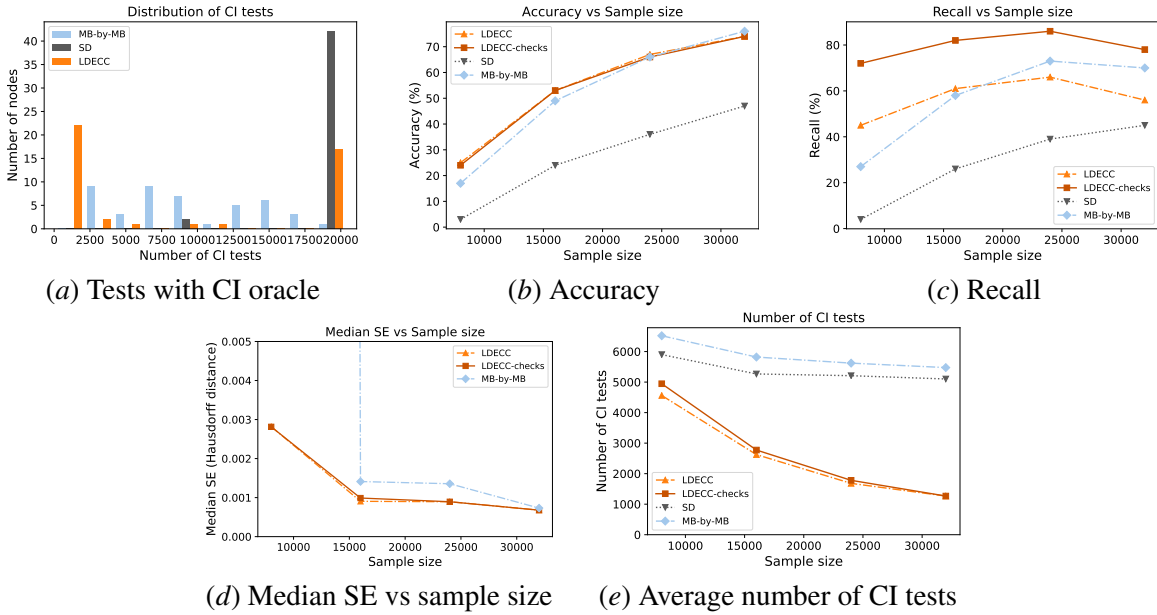 Distribution of CI tests
MB-by-MB
SD
LDECC
Number of nodes
40
35
30
25
20
15
10
5
0
0 2500 5000 7500 10000 12500 15000 17500 20000
Number of CI tests
(a) Tests with CI oracle
Accuracy vs Sample size
LDECC
LDECC-checks
SD
MB-by-MB
Accuracy (%)
70
60
50
40
30
20
10
0
10000 15000 20000 25000 30000
Sample size
(b) Accuracy
Recall vs Sample size
Recall (%)
80
60
40
20
0
LDECC
LDECC-checks
SD
MB-by-MB
10000 15000 20000 25000 30000
Sample size
(c) Recall
Median SE vs Sample size
LDECC
LDECC-checks
MB-by-MB
Median SE (Hausdorff distance)
0.005
0.004
0.003
0.002
0.001
0.000
10000 15000 20000 25000 30000
Sample size
(d) Median SE vs sample size
Number of CI tests
Number of CI tests
6000
5000
4000
3000
2000
1000
0
LDECC
LDECC-checks
SD
MB-by-MB
10000 15000 20000 25000 30000
Sample size
(e) Average number of CI tests